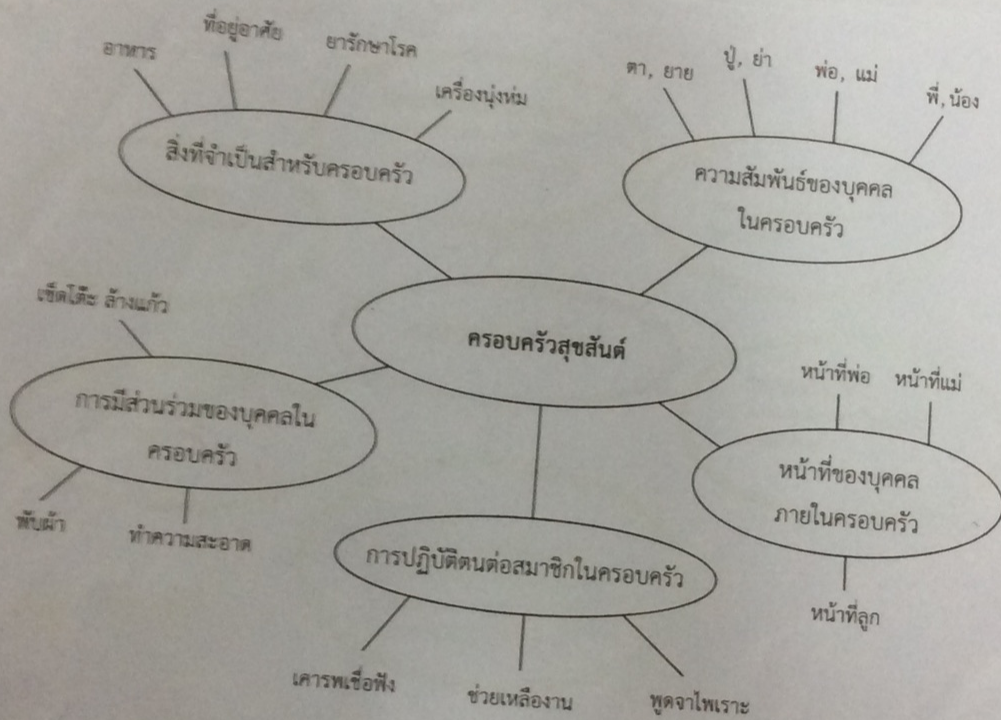 อาหาร
ที่อยู่อาศัย
ยารักษาโรค
เครื่องนุ่งห่ม
สิ่งที่จำเป็นสำหรับครอบครัว
ตา, ยาย
ปู่, ย่า
พ่อ, แม่
พี่, น้อง
ความสัมพันธ์ของบุคคล
ในครอบครัว
ครอบครัวสุขสันต์
เช็ดโต๊ะ ล้างแก้ว
การมีส่วนร่วมของบุคคลใน
ครอบครัว
พับผ้า
ทำความสะอาด
หน้าที่พ่อ
หน้าที่แม่
หน้าที่ของบุคคล
ภายในครอบครัว
หน้าที่ลูก
การปฏิบัติตนต่อสมาชิกในครอบครัว
เคารพเชื่อฟัง
ช่วยเหลืองาน
พูดจาไพเราะ